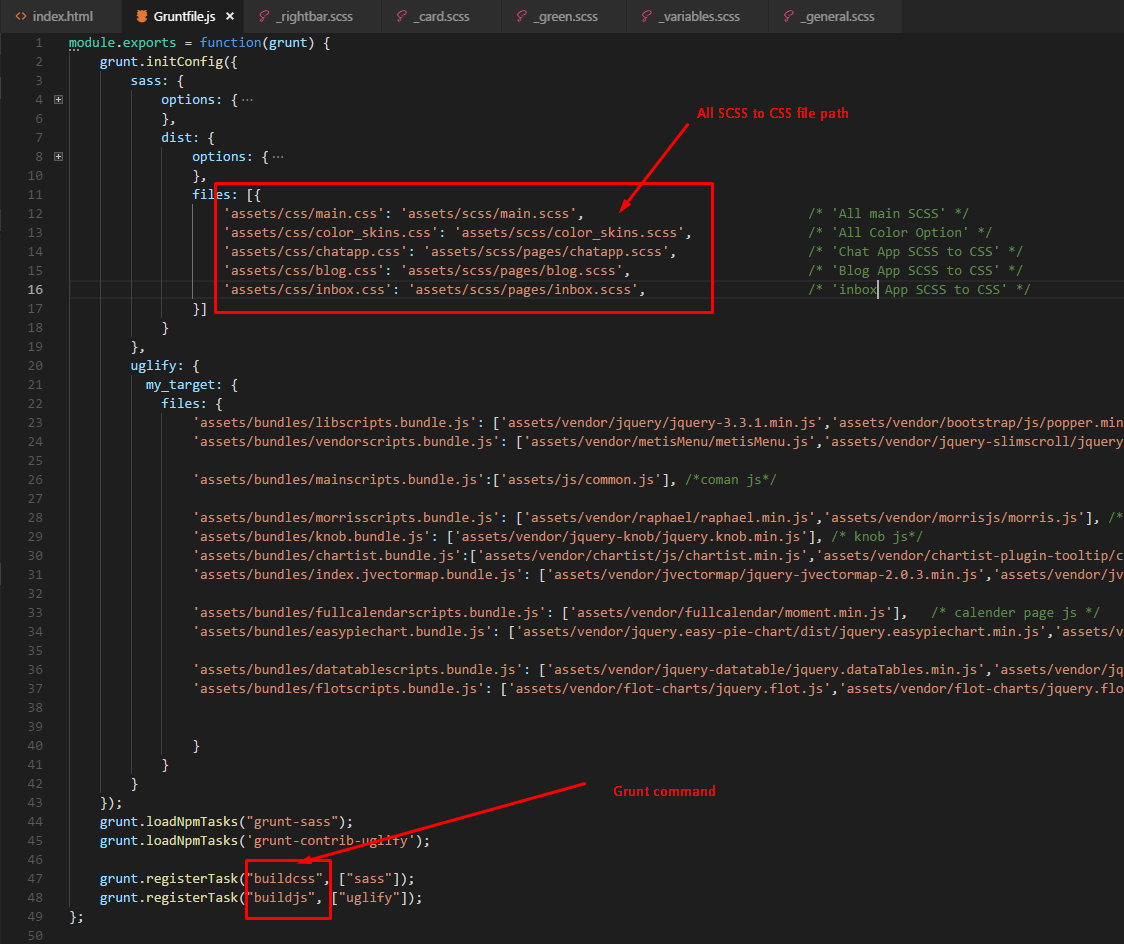 index.html Gruntfile.js × _rightbar.scss _card.scss _green.scss _variables.scss _general.scss
1 module.exports = function(grunt) {
2 grunt.initConfig({
3 sass: {
4 options: { ···
All SCSS to CSS file path
6 },
7 dist: {
8 options: { ···
10 },
11 files: [{
12 'assets/css/main.css': 'assets/scss/main.scss', /* 'All main SCSS' */
13 'assets/css/color_skins.css': 'assets/scss/color_skins.scss', /* 'All Color Option' */
14 'assets/css/chatapp.css': 'assets/scss/pages/chatapp.scss', /* 'Chat App SCSS to CSS' */
15 'assets/css/blog.css': 'assets/scss/pages/blog.scss', /* 'Blog App SCSS to CSS' */
16 'assets/css/inbox.css': 'assets/scss/pages/inbox.scss', /* 'inbox App SCSS to CSS' */
17 }]
18 }
19 },
20 uglify: {
21 my_target: {
22 files: {
23 'assets/bundles/libscripts.bundle.js': ['assets/vendor/jquery/jquery-3.3.1.min.js','assets/vendor/bootstrap/js/popper.min
24 'assets/bundles/vendorscripts.bundle.js': ['assets/vendor/metisMenu/metisMenu.js','assets/vendor/jquery-slimscroll/jquery
25
26 'assets/bundles/mainscripts.bundle.js':['assets/js/common.js'], /*coman js*/
27
28 'assets/bundles/morrisscripts.bundle.js': ['assets/vendor/raphael/raphael.min.js','assets/vendor/morrisjs/morris.js'], /*
29 'assets/bundles/knob.bundle.js': ['assets/vendor/jquery-knob/jquery.knob.min.js'], /* knob js*/
30 'assets/bundles/chartist.bundle.js':['assets/vendor/chartist/js/chartist.min.js','assets/vendor/chartist-plugin-tooltip/c
31 'assets/bundles/index.jvectormap.bundle.js': ['assets/vendor/jvectormap/jquery-jvectormap-2.0.3.min.js','assets/vendor/jv
32
33 'assets/bundles/fullcalendarscripts.bundle.js': ['assets/vendor/fullcalendar/moment.min.js'], /* calender page js */
34 'assets/bundles/easypiechart.bundle.js': ['assets/vendor/jquery.easy-pie-chart/dist/jquery.easypiechart.min.js','assets/v
35
36 'assets/bundles/datatablescripts.bundle.js': ['assets/vendor/jquery-datatable/jquery.dataTables.min.js','assets/vendor/jq
37 'assets/bundles/flotscripts.bundle.js': ['assets/vendor/flot-charts/jquery.flot.js','assets/vendor/flot-charts/jquery.flo
38
39
40 }
41 }
42 }
Grunt command
43 });
44 grunt.loadNpmTasks("grunt-sass");
45 grunt.loadNpmTasks('grunt-contrib-uglify');
46
47 grunt.registerTask("buildcss", ["sass"]);
48 grunt.registerTask("buildjs", ["uglify"]);
49 };
50